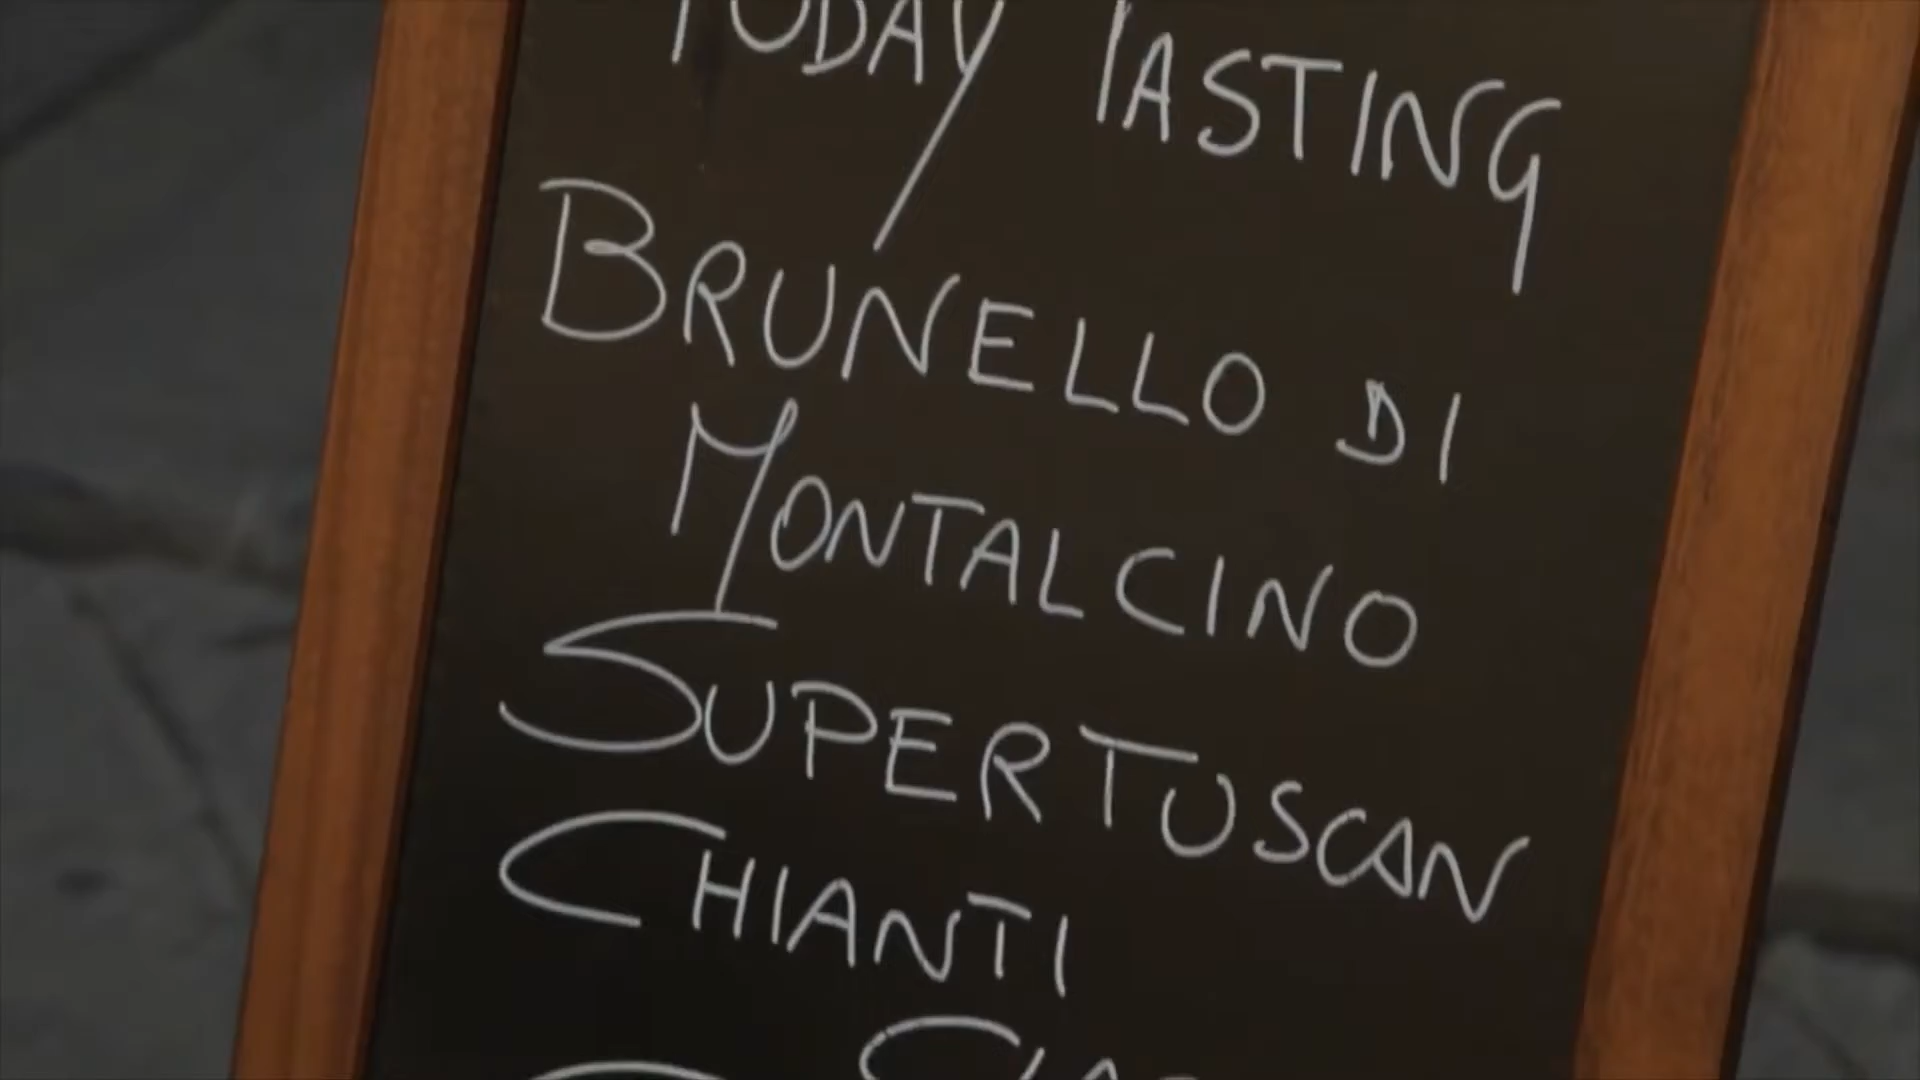 TODAY TASTING
BRUNELLO DI
MONTALCINO
SUPERTUSCAN
CHIANTI